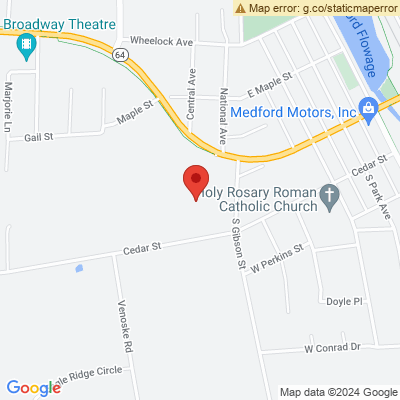 Map error: g.co/staticmaperror
Broadway Theatre
Wheelock Ave
64
Marjorie Ln
Gail St
Maple St
Central Ave
National Ave
E Maple St
Medford Motors, Inc
Flowage
Cedar St
S Park Ave
Holy Rosary Roman
Catholic Church
S Gibson St
Cedar St
W Perkins St
Venoske Rd
Doyle Pl
W Conrad Dr
Ridge Circle
Google
Map data ©2024 Google